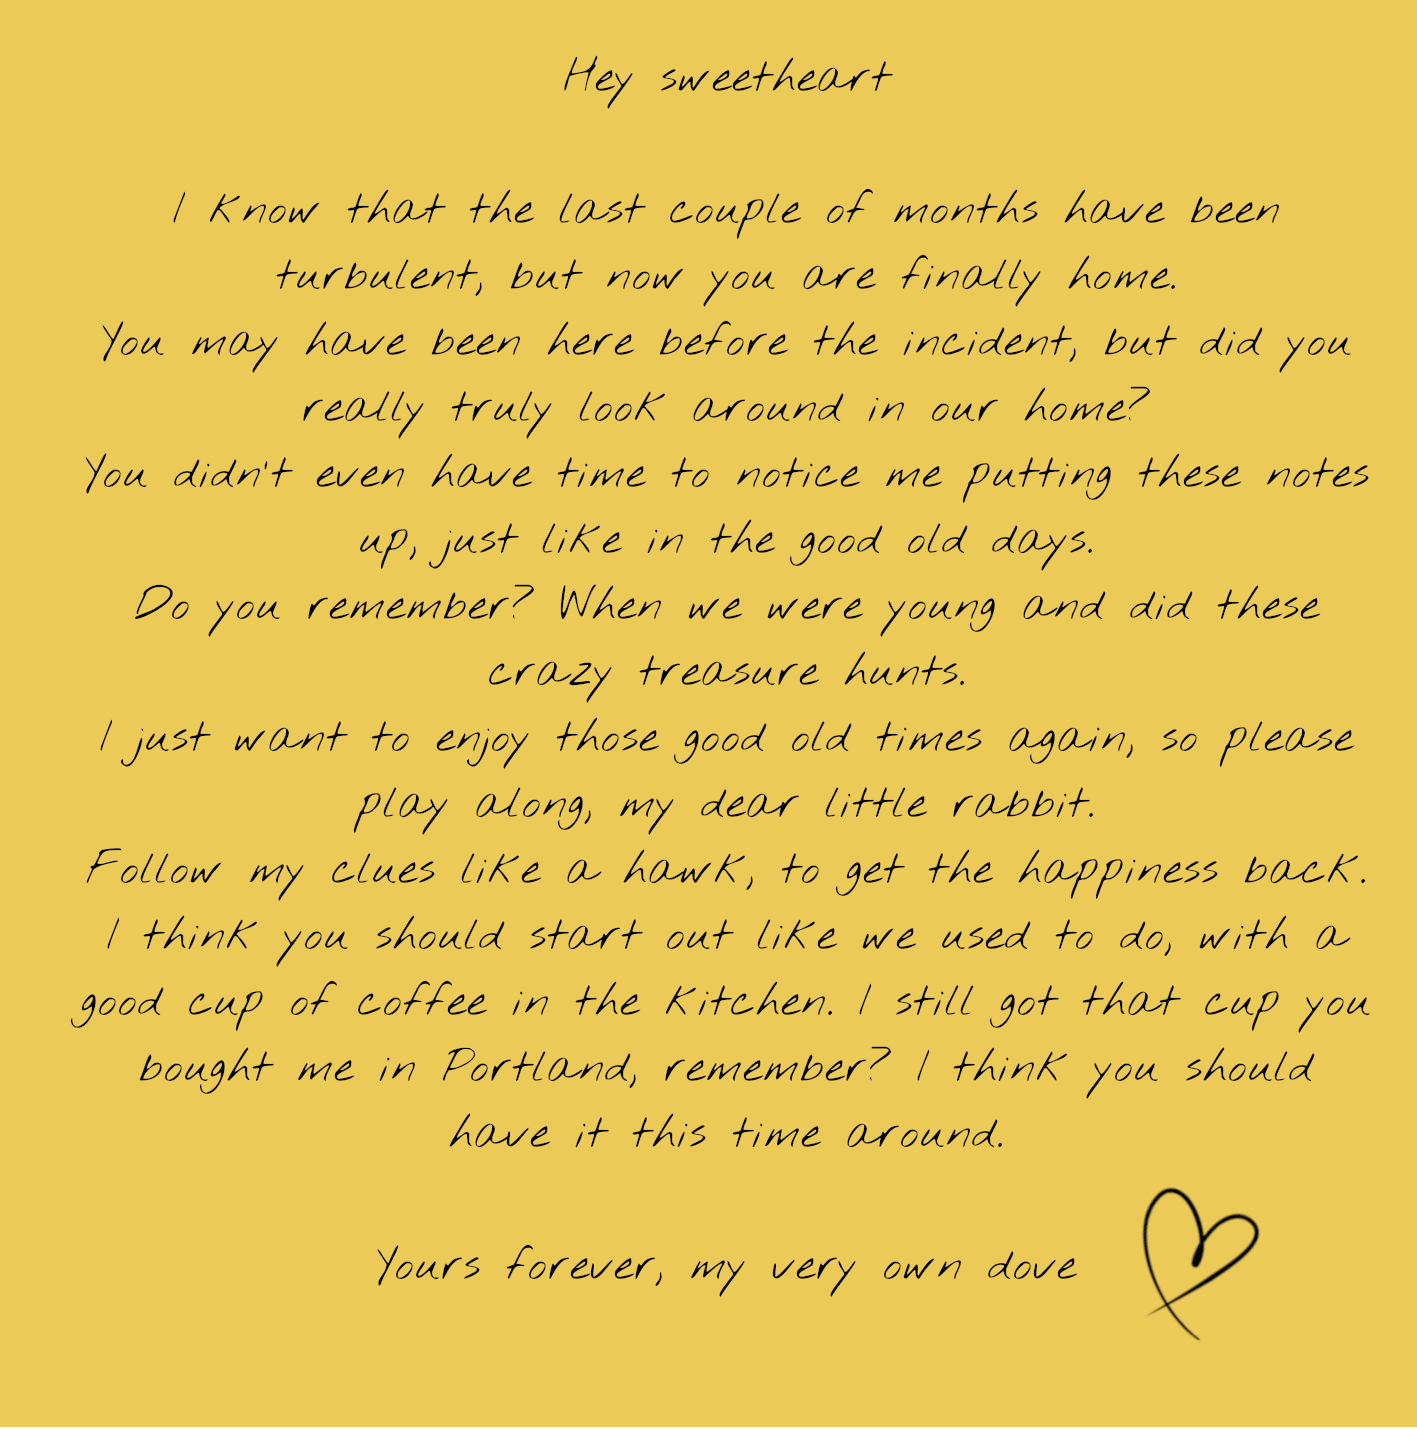 Hey sweetheart
I know that the last couple of months have been
turbulent, but now you are finally home.
You may have been here before the incident, but did you
really truly look around in our home?
You didn't even have time to notice me putting these notes
up, just like in the good old days.
Do you remember? When we were young and did these
crazy treasure hunts.
I just want to enjoy those good old times again, so please
play along, my dear little rabbit.
Follow my clues like a hawk, to get the happiness back.
I think you should start out like we used to do, with a
good cup of coffee in the kitchen. I still got that cup you
bought me in Portland, remember? I think you should
have it this time around.
Yours forever, my very own dove